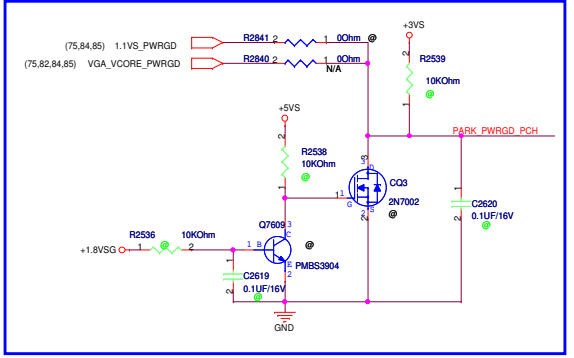 +3VS
(75,84,85) 1.1VS_PWRGD
R2841 2 1 0Ohm @
(75,82,84,85) VGA_VCORE_PWRGD
R2840 2 1 0Ohm
N/A
2
R2539
10KOhm
@
1
+5VS
PARK_PWRGD_PCH
2
R2538
10KOhm
@
1
3
D
CQ3
2N7002
@
1
G
S
2
1
C2620
0.1UF/16V
@
2
Q7609
3
C
@
R2536 10KOhm
+1.8VSG 1 @ 2
1 B
E
2
PMBS3904
1
C2619
0.1UF/16V
@
2
GND